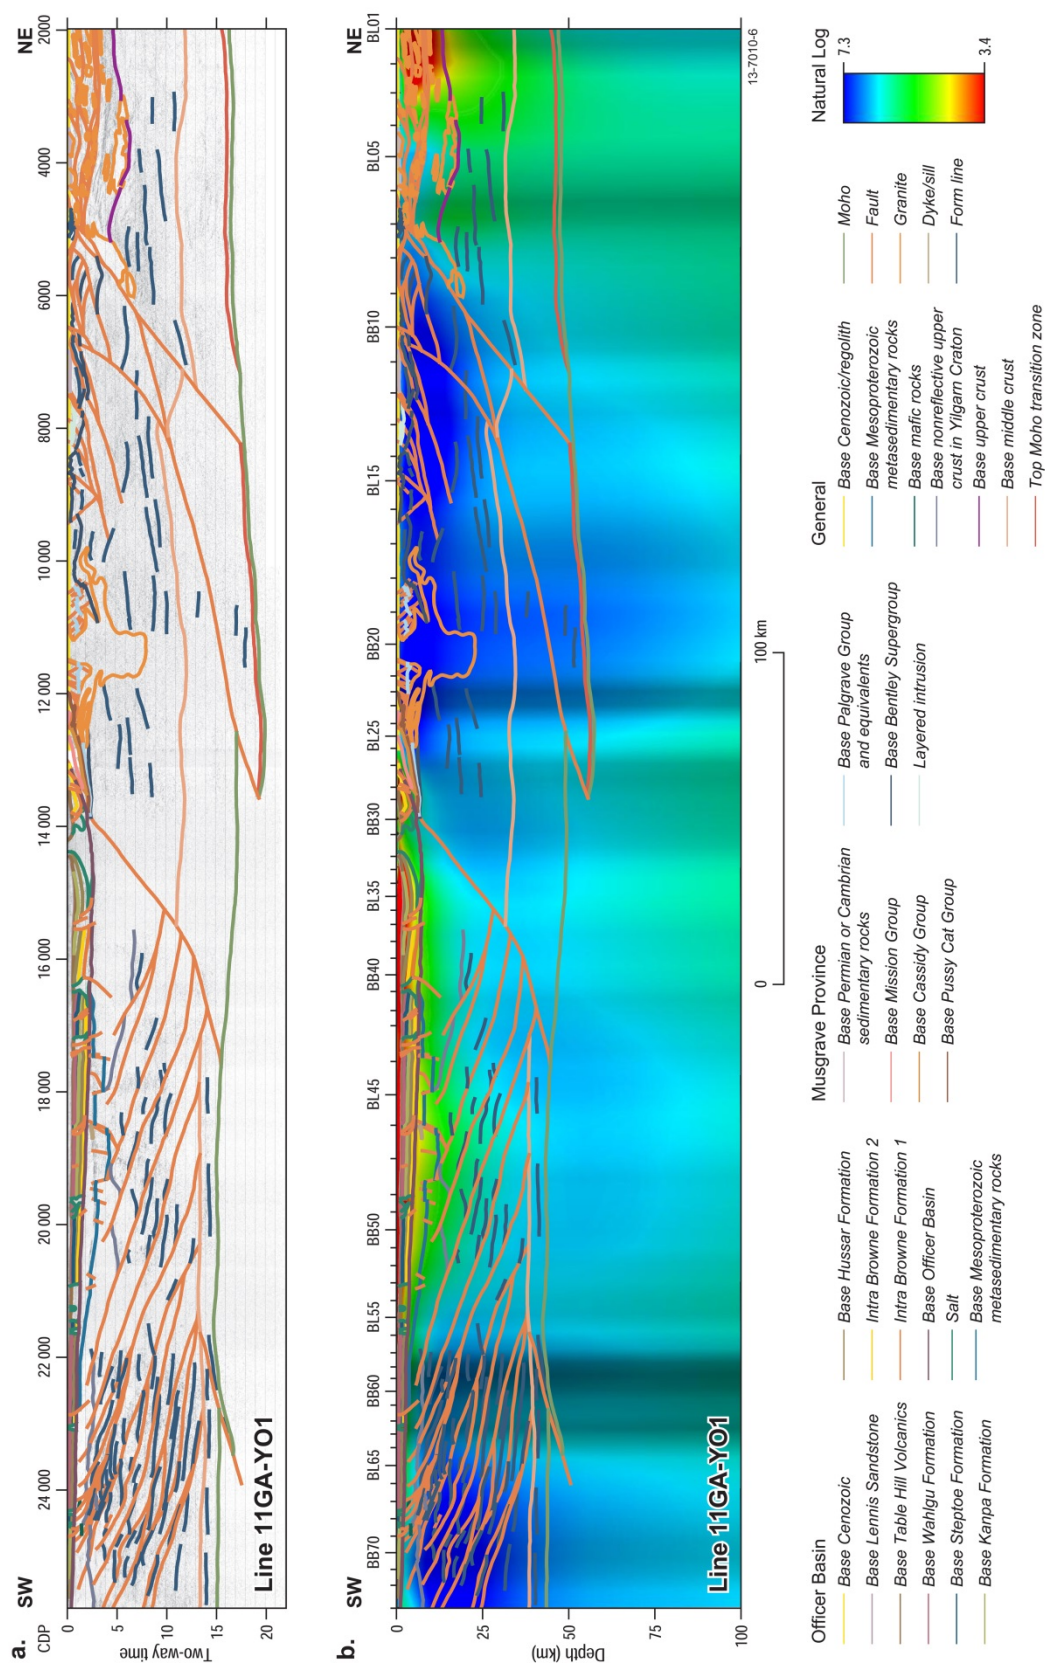 a.
SW
NE
CDP
24 000
22 000
20 000
18 000
16 000
14 000
12 000
10 000
8000
6000
4000
2000
Two-way time
0
5
10
15
20
Line 11GA-YO1
b.
SW
NE
BB70
BL65
BB60
BL55
BB50
BL45
BB40
BL35
BB30
BL25
BB20
BL15
BB10
BL05
BL01
Depth (km)
0
25
50
75
100
Line 11GA-YO1
0
100 km
13-7010-6
Officer Basin
Base Cenozoic
Base Lennis Sandstone
Base Table Hill Volcanics
Base Wahlgu Formation
Base Steptoe Formation
Base Kanpa Formation
Base Hussar Formation
Intra Browne Formation 2
Intra Browne Formation 1
Base Officer Basin
Salt
Base Mesoproterozoic
metasedimentary rocks
Musgrave Province
Base Permian or Cambrian
sedimentary rocks
Base Mission Group
Base Cassidy Group
Base Pussy Cat Group
Base Palgrave Group
and equivalents
Base Bentley Supergroup
Layered intrusion
General
Base Cenozoic/regolith
Base Mesoproterozoic
metasedimentary rocks
Base mafic rocks
Base nonreflective upper
crust in Yilgarn Craton
Base upper crust
Base middle crust
Top Moho transition zone
Moho
Fault
Granite
Dyke/sill
Form line
Natural Log
7.3
3.4